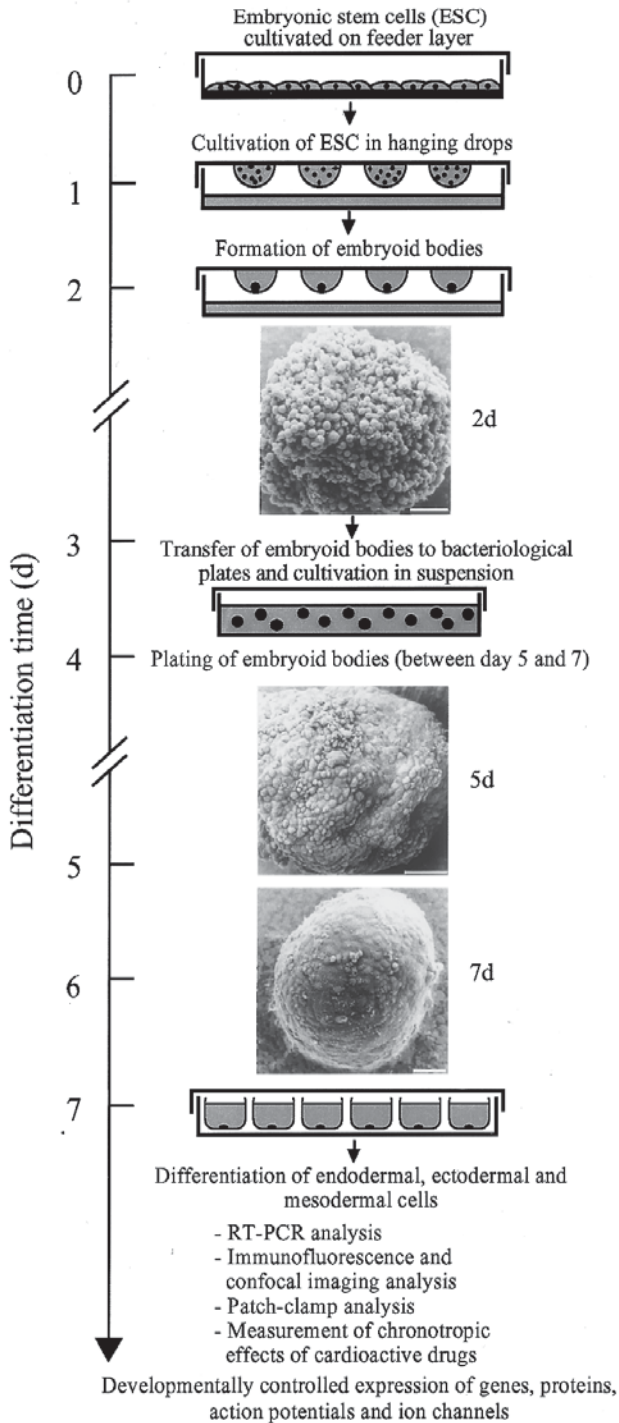 Embryonic stem cells (ESC)
cultivated on feeder layer
0
Cultivation of ESC in hanging drops
1
Formation of embryoid bodies
2
2d
3
Transfer of embryoid bodies to bacteriological
plates and cultivation in suspension
4
Plating of embryoid bodies (between day 5 and 7)
5d
Differentiation time (d)
5
7d
6
7
Differentiation of endodermal, ectodermal and
mesodermal cells
- RT-PCR analysis
- Immunofluorescence and
confocal imaging analysis
- Patch-clamp analysis
- Measurement of chronotropic
effects of cardioactive drugs
Developmentally controlled expression of genes, proteins,
action potentials and ion channels